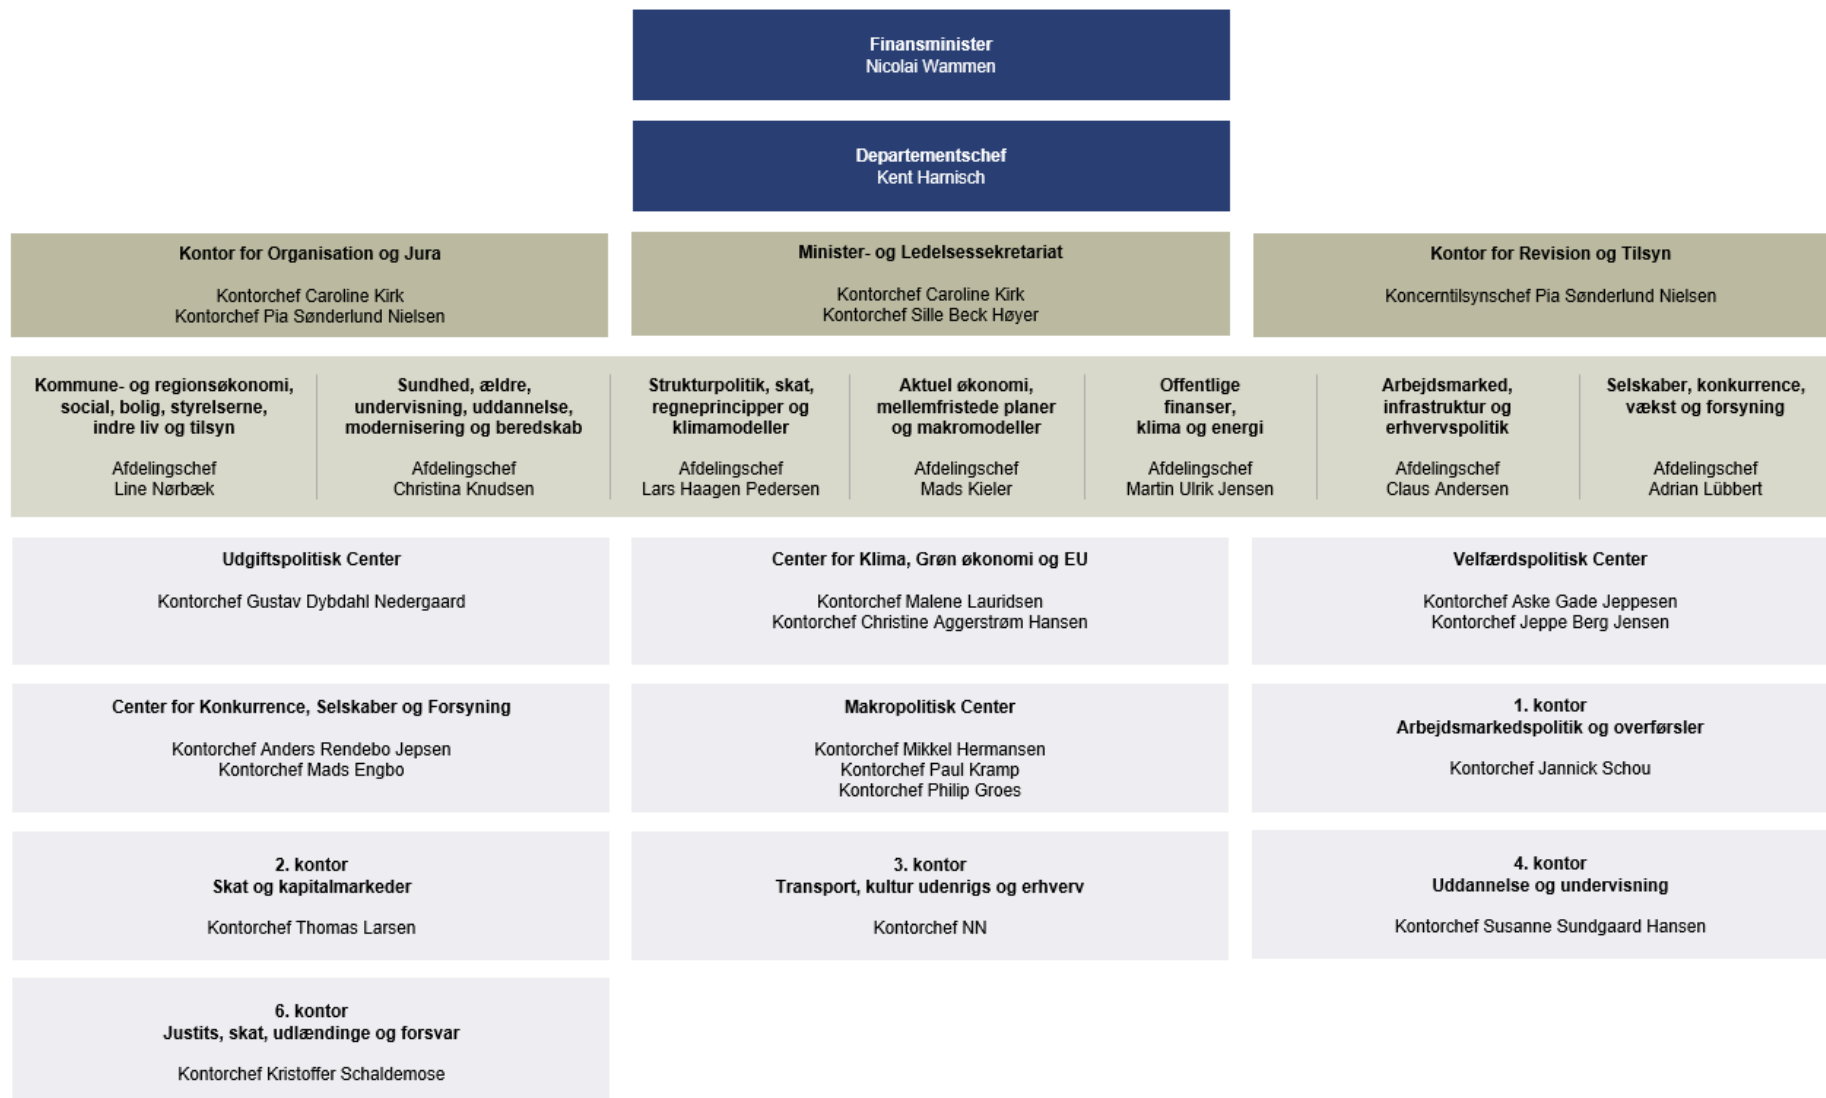 Finansminister
Nicolai Wammen
Departementschef
Kent Harnisch
Kontor for Organisation og Jura
Kontorchef Caroline Kirk
Kontorchef Pia Sønderlund Nielsen
Minister- og Ledelsessekretariat
Kontorchef Caroline Kirk
Kontorchef Sille Beck Høyer
Kontor for Revision og Tilsyn
Koncerntilsynschef Pia Sønderlund Nielsen
Kommune- og regionsøkonomi,
social, bolig, styrelserne,
indre liv og tilsyn
Afdelingschef
Line Nørbæk
Sundhed, ældre,
undervisning, uddannelse,
modernisering og beredskab
Afdelingschef
Christina Knudsen
Strukturpolitik, skat,
regneprincipper og
klimamodeller
Afdelingschef
Lars Haagen Pedersen
Aktuel økonomi,
mellemfristede planer
og makromodeller
Afdelingschef
Mads Kieler
Offentlige
finanser,
klima og energi
Afdelingschef
Martin Ulrik Jensen
Arbejdsmarked,
infrastruktur og
erhvervspolitik
Afdelingschef
Claus Andersen
Selskaber, konkurrence,
vækst og forsyning
Afdelingschef
Adrian Lübbert
Udgiftspolitisk Center
Kontorchef Gustav Dybdahl Nedergaard
Center for Klima, Grøn økonomi og EU
Kontorchef Malene Lauridsen
Kontorchef Christine Aggerstrøm Hansen
Velfærdspolitisk Center
Kontorchef Aske Gade Jeppesen
Kontorchef Jeppe Berg Jensen
Center for Konkurrence, Selskaber og Forsyning
Kontorchef Anders Rendebo Jepsen
Kontorchef Mads Engbo
Makropolitisk Center
Kontorchef Mikkel Hermansen
Kontorchef Paul Kramp
Kontorchef Philip Groes
1. kontor
Arbejdsmarkedspolitik og overførsler
Kontorchef Jannick Schou
2. kontor
Skat og kapitalmarkeder
Kontorchef Thomas Larsen
3. kontor
Transport, kultur udenrigs og erhverv
Kontorchef NN
4. kontor
Uddannelse og undervisning
Kontorchef Susanne Sundgaard Hansen
6. kontor
Justits, skat, udlændinge og forsvar
Kontorchef Kristoffer Schaldemose